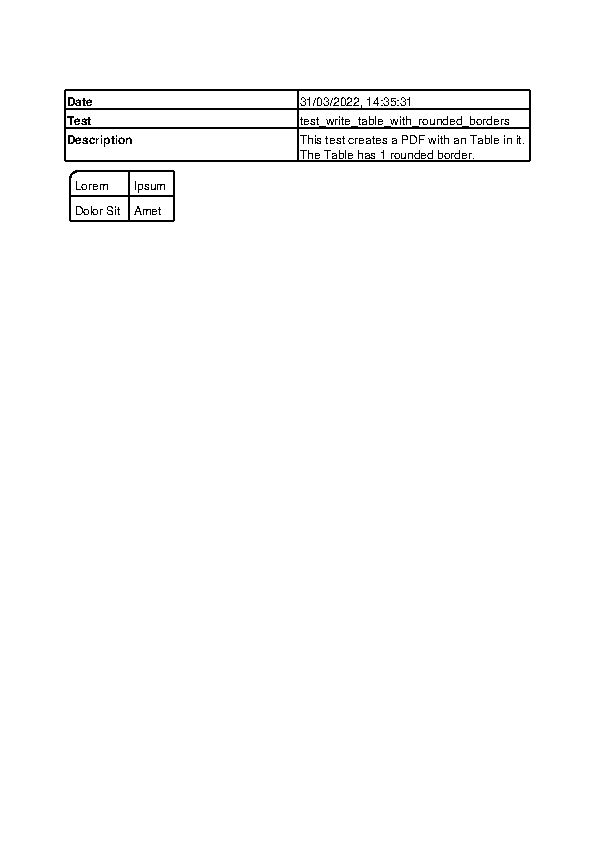 Date 31/03/2022, 14:35:31
Test test_write_table_with_rounded_borders
Description This test creates a PDF with an Table in it.
The Table has 1 rounded border.
Lorem Ipsum
Dolor Sit Amet